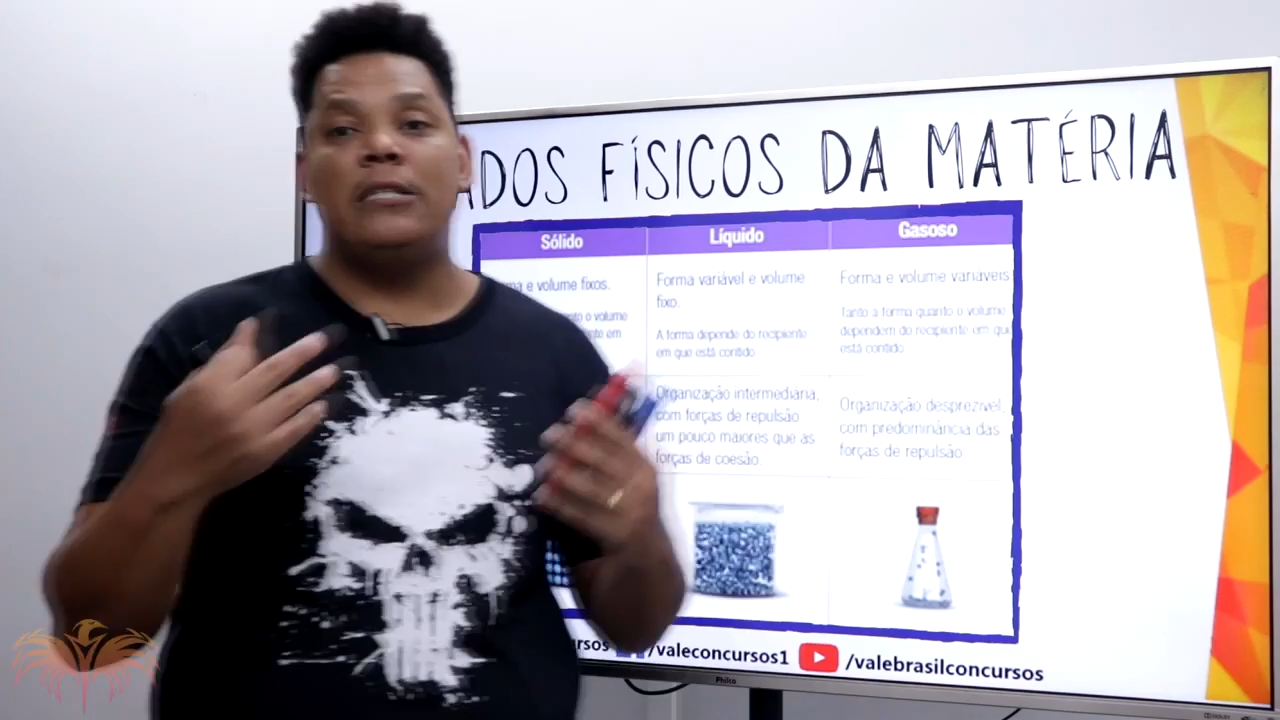 ADOS FÍSICOS DA MATÉRIA
Sólido
Líquido
Gasoso
e volume fixos.
o volume
em
Forma variável e volume
fixo.
A forma depende do recipiente
em que está contido
Forma e volume variáveis
Tanto a forma quanto o volume
dependem do recipiente em que
está contido.
Organização intermediária,
com forças de repulsão
um pouco maiores que as
forças de coesão.
Organização desprezível,
com predominância das
forças de repulsão
/valeconcursos1
/valebrasilconcursos
Philco